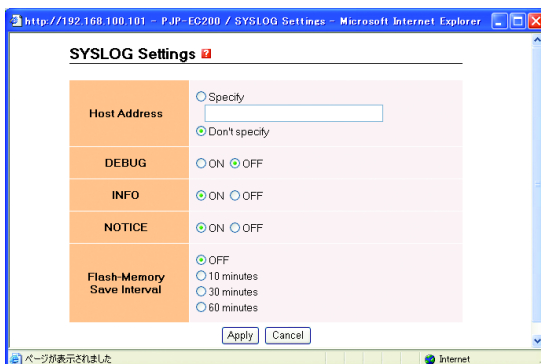 http://192.168.100.101 - PJP-EC200 / SYSLOG Settings - Microsoft Internet Explorer
SYSLOG Settings ?
Host Address
Specify
Don't specify
DEBUG
ON OFF
INFO
ON OFF
NOTICE
ON OFF
Flash-Memory
Save Interval
OFF
10 minutes
30 minutes
60 minutes
Apply Cancel
ページが表示されました
Internet